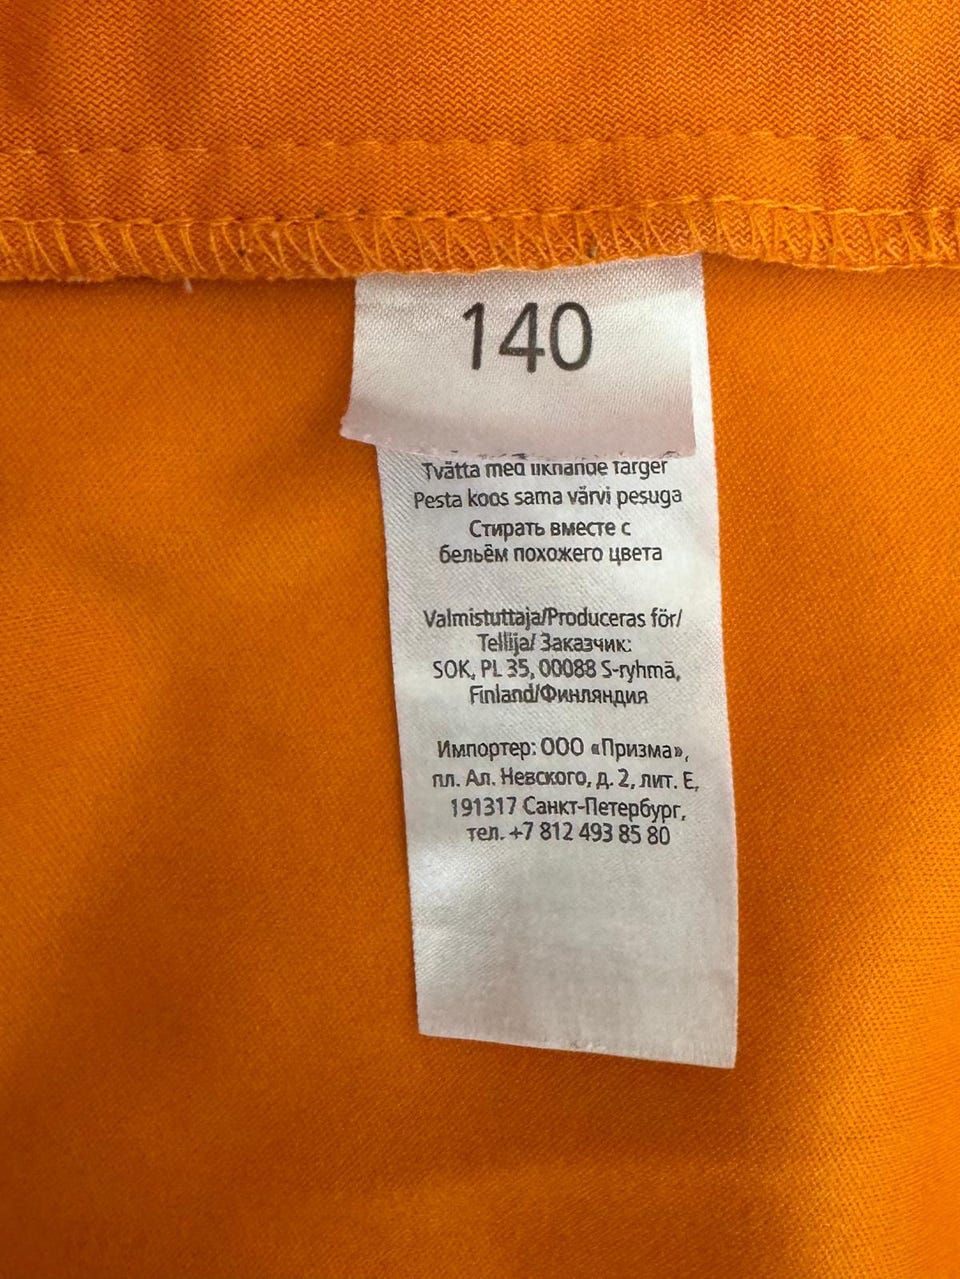 140
Tvätta med liknande färger
Pesta koos sama värvi pesuga
Стирать вместе с
бельём похожего цвета
Valmistuttaja/Produceras för/
Tellija/ Заказчик:
SOK, PL 35, 00088 S-ryhmä,
Finland/Финляндия
Импортер: ООО «Призма»,
пл. Ал. Невского, д. 2, лит. Е,
191317 Санкт-Петербург,
тел. +7 812 493 85 80